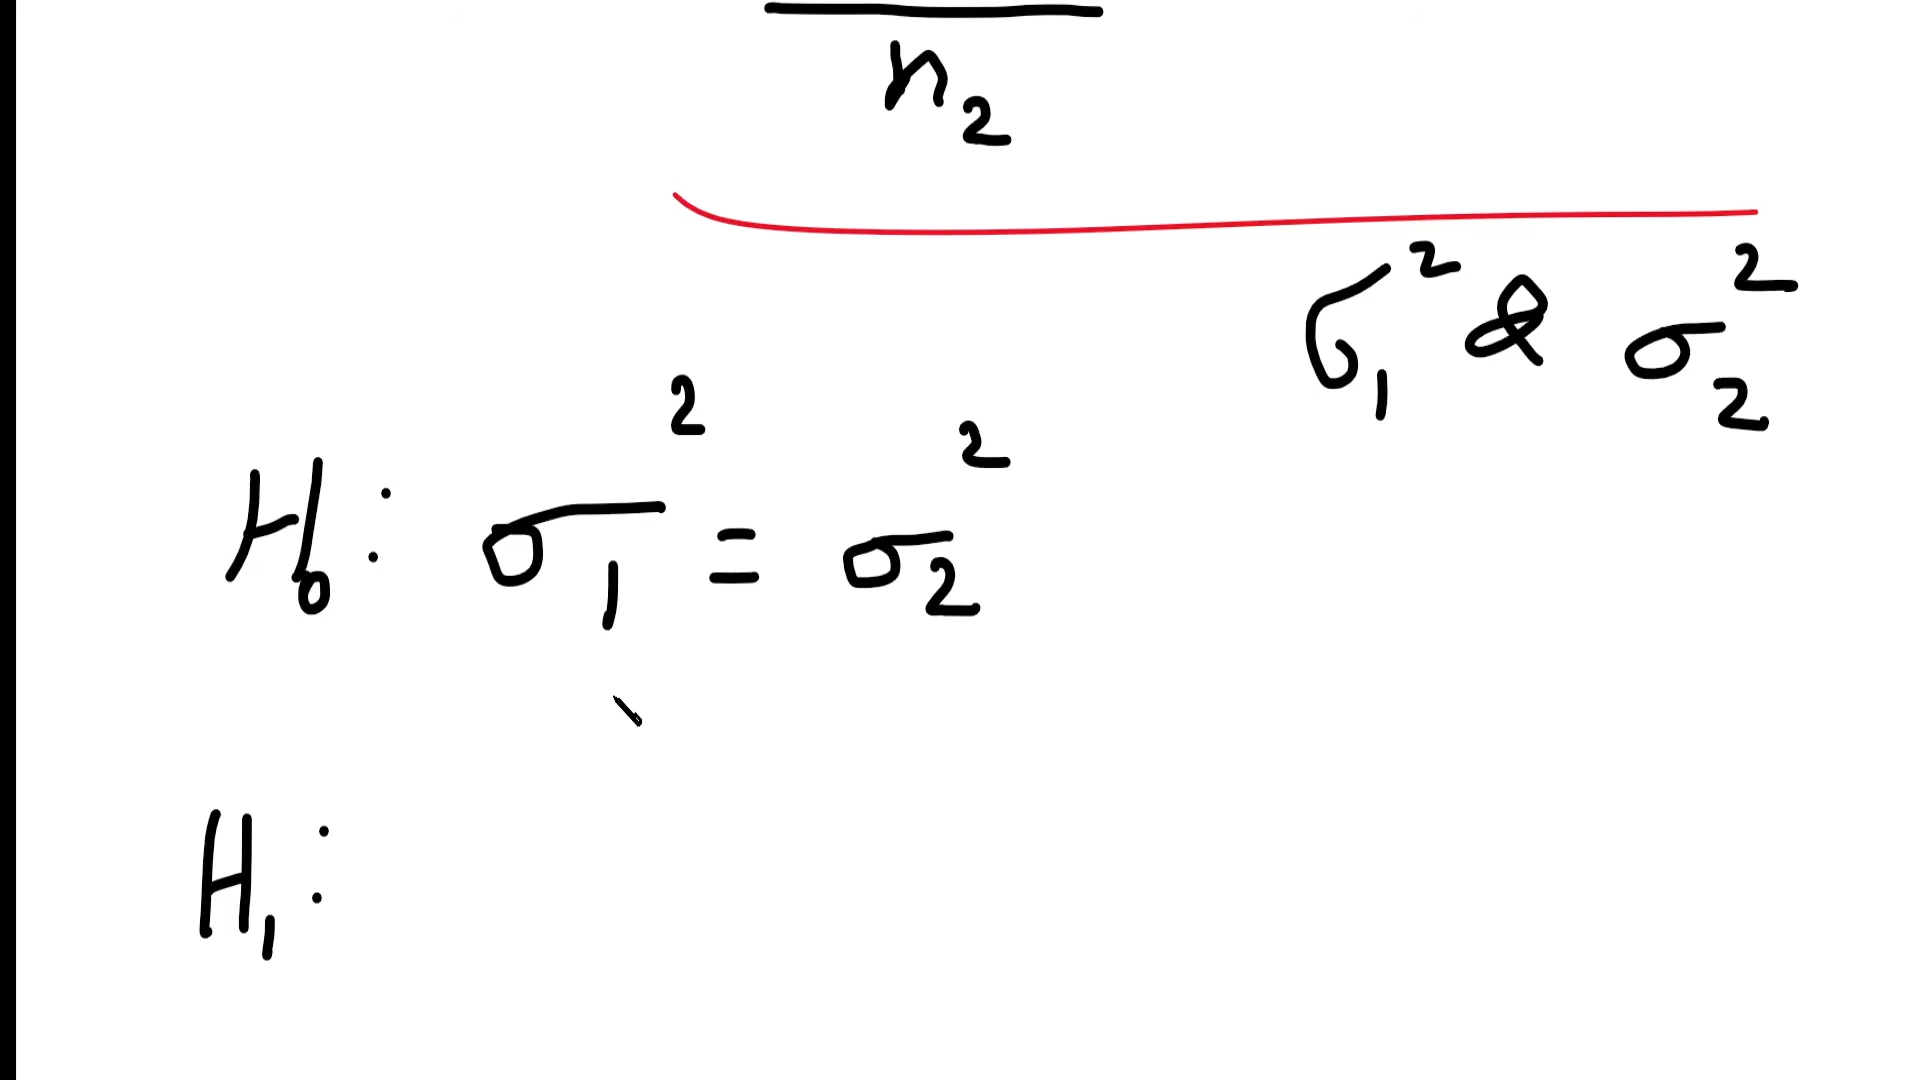 n₂
σ₁² & σ₂²
H₀: σ₁² = σ₂²
H₁: